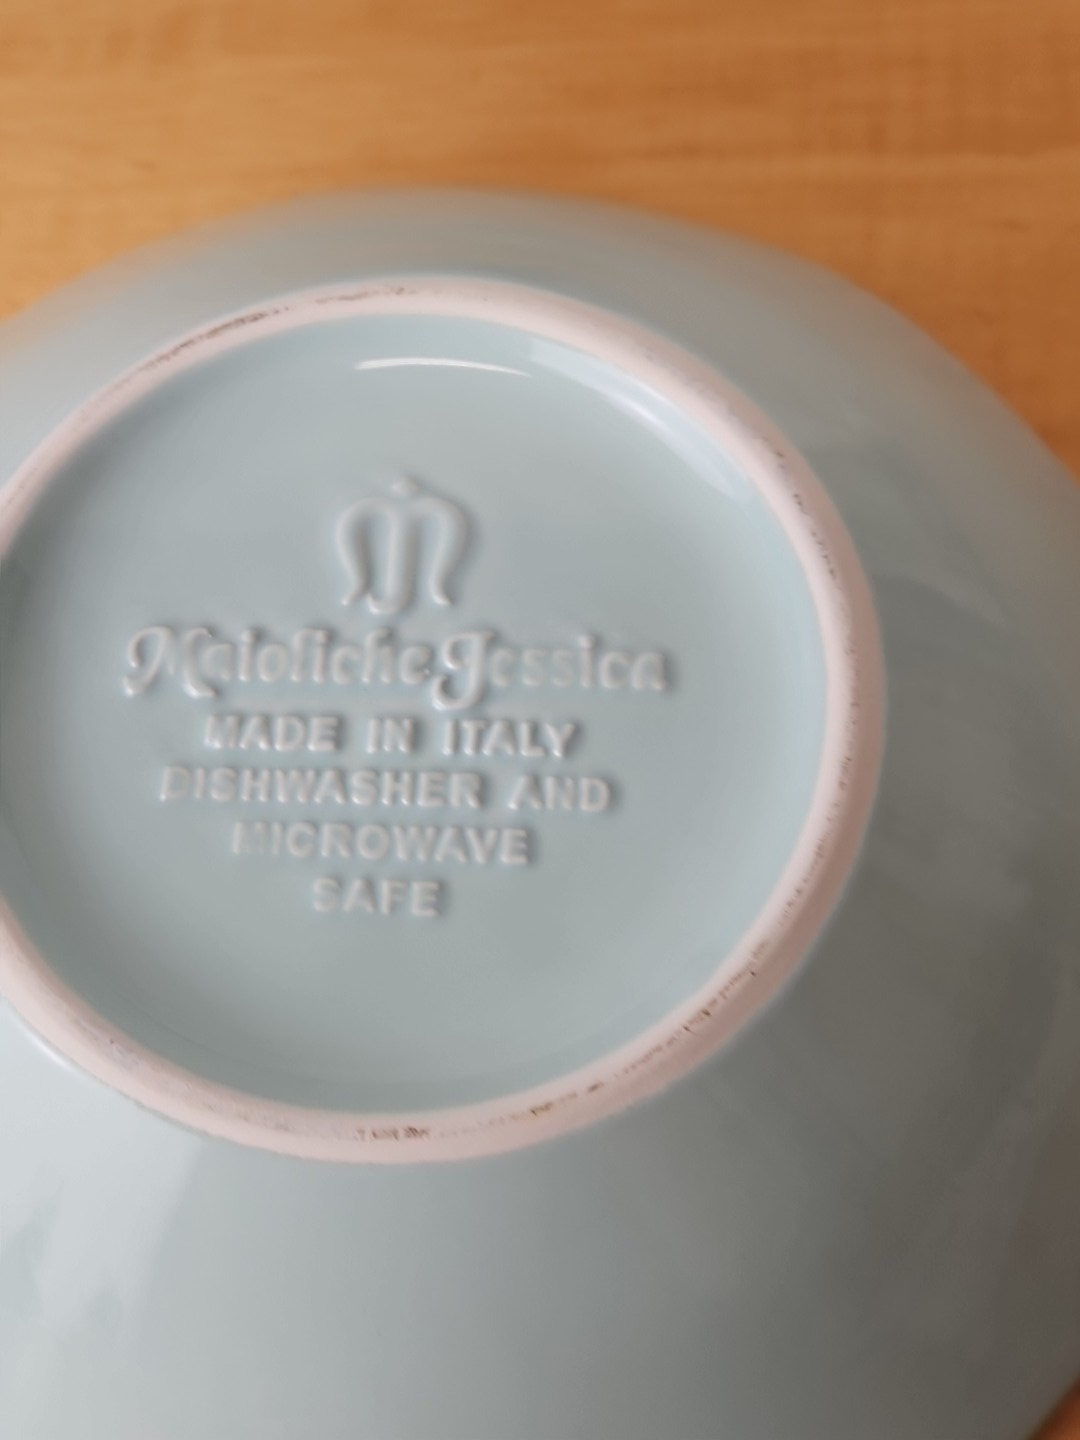 Maioliche Jessica
MADE IN ITALY
DISHWASHER AND
MICROWAVE
SAFE